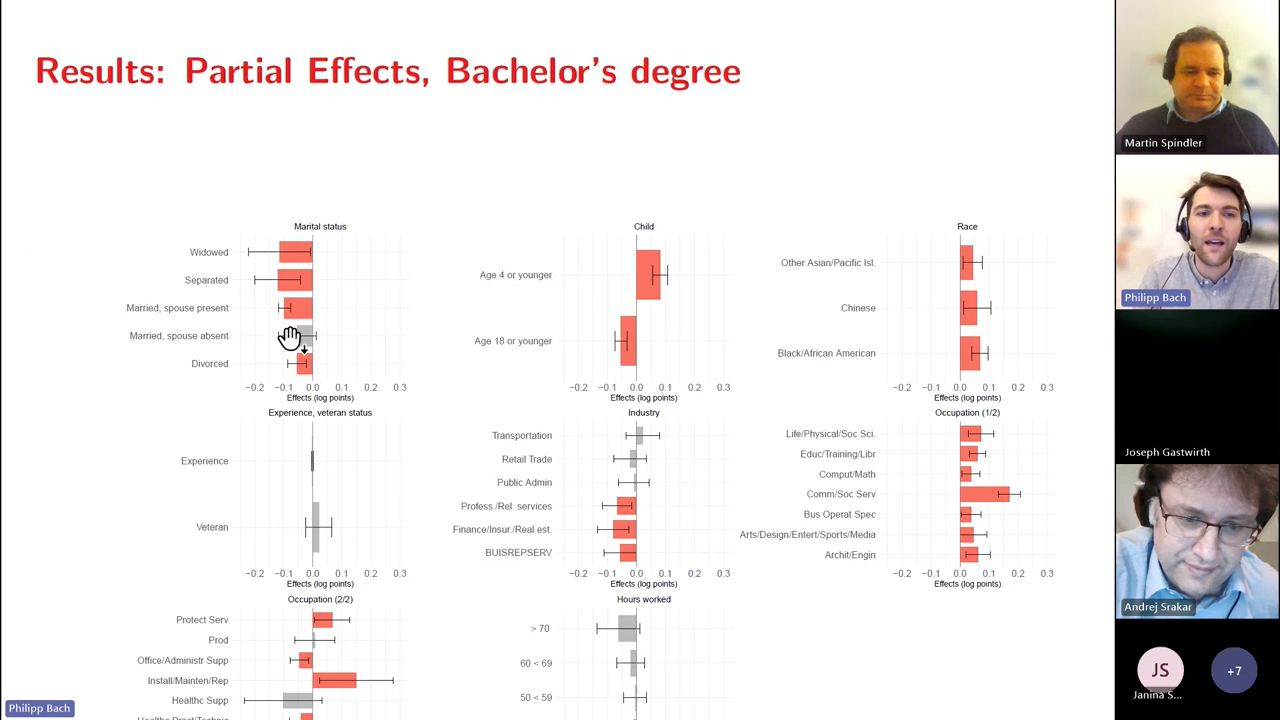 Results: Partial Effects, Bachelor's degree
Marital status
Widowed
Separated
Married, spouse present
Married, spouse absent
Divorced
−0.2 −0.1 0.0 0.1 0.2 0.3
Effects (log points)
Child
Age 4 or younger
Age 18 or younger
−0.2 −0.1 0.0 0.1 0.2 0.3
Effects (log points)
Race
Other Asian/Pacific Isl.
Chinese
Black/African American
−0.2 −0.1 0.0 0.1 0.2 0.3
Effects (log points)
Experience, veteran status
Experience
Veteran
−0.2 −0.1 0.0 0.1 0.2 0.3
Effects (log points)
Industry
Transportation
Retail Trade
Public Admin
Profess./Rel. services
Finance/Insur./Real est.
BUISREPSERV
−0.2 −0.1 0.0 0.1 0.2 0.3
Effects (log points)
Occupation (1/2)
Life/Physical/Soc Sci.
Educ/Training/Libr
Comput/Math
Comm/Soc Serv
Bus Operat Spec
Arts/Design/Entert/Sports/Media
Archit/Engin
−0.2 −0.1 0.0 0.1 0.2 0.3
Effects (log points)
Occupation (2/2)
Protect Serv
Prod
Office/Administr Supp
Install/Mainten/Rep
Healthc Supp
Hours worked
> 70
60 < 69
50 < 59
Philipp Bach
Martin Spindler
Philipp Bach
Joseph Gastwirth
Andrej Srakar
JS
Janina S...
+7